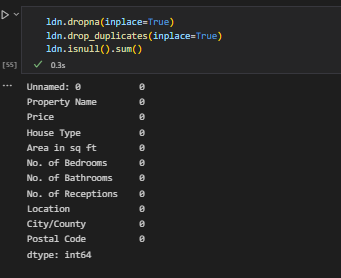 ldn.dropna(inplace=True)
ldn.drop_duplicates(inplace=True)
ldn.isnull().sum()
[55] ✓ 0.3s
... Unnamed: 0 0
Property Name 0
Price 0
House Type 0
Area in sq ft 0
No. of Bedrooms 0
No. of Bathrooms 0
No. of Receptions 0
Location 0
City/County 0
Postal Code 0
dtype: int64